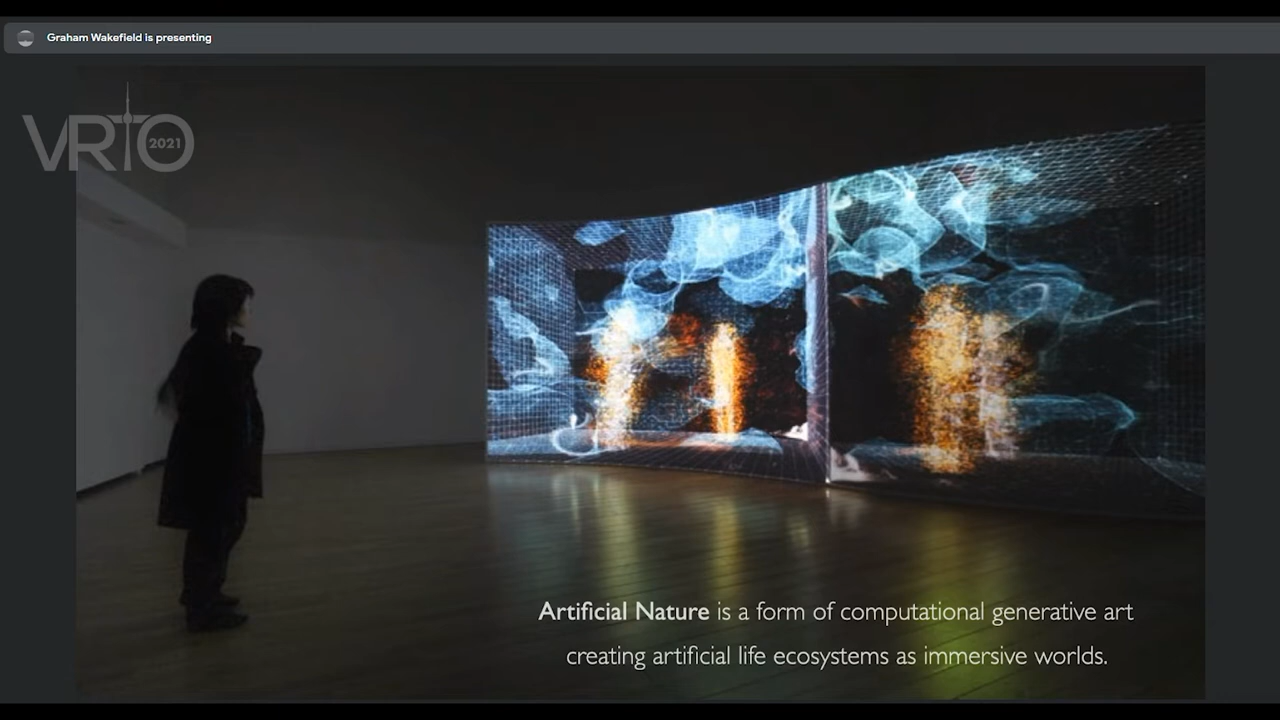 Graham Wakefield is presenting
VRTO
2021
Artificial Nature is a form of computational generative art
creating artificial life ecosystems as immersive worlds.